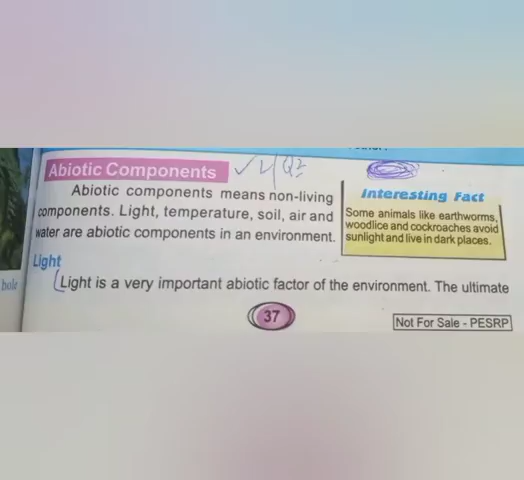 Abiotic Components
Abiotic components means non-living
components. Light, temperature, soil, air and
water are abiotic components in an environment.
Interesting Fact
Some animals like earthworms,
woodlice and cockroaches avoid
sunlight and live in dark places.
Light
Light is a very important abiotic factor of the environment. The ultimate
hole
37
Not For Sale - PESRP